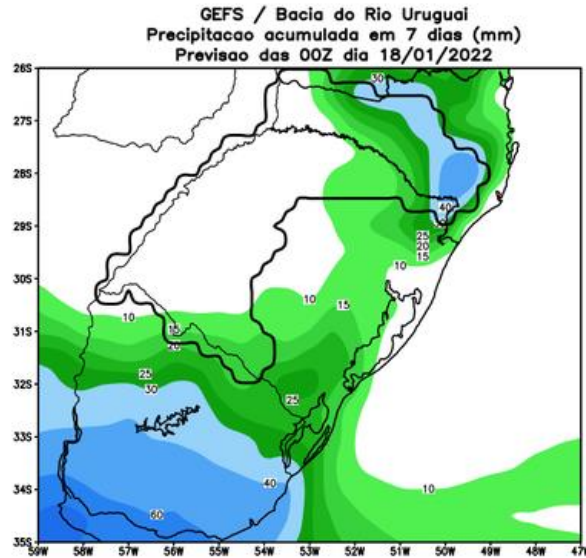 GEFS / Bacia do Rio Uruguai
Precipitacao acumulada em 7 dias (mm)
Previsao das 00Z dia 18/01/2022
26S
30
27S
28S
40
29S
25
20
15
10
30S
10
15
10
15
31S
20
25
32S
30
25
33S
34S
40
10
60
35S
59W 58W 57W 56W 55W 54W 53W 52W 51W 50W 49W 48W 47W